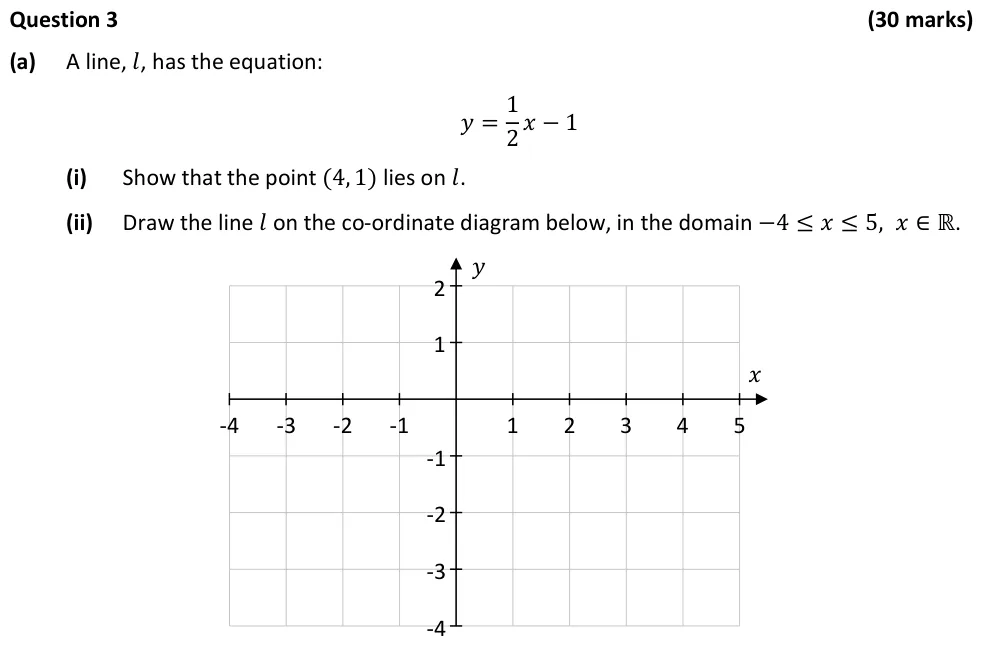 Question 3 (30 marks)
(a) A line, l, has the equation:
y = 1/2 x − 1
(i) Show that the point (4, 1) lies on l.
(ii) Draw the line l on the co-ordinate diagram below, in the domain −4 ≤ x ≤ 5, x ∈ ℝ.
y
2
1
x
-4 -3 -2 -1 1 2 3 4 5
-1
-2
-3
-4